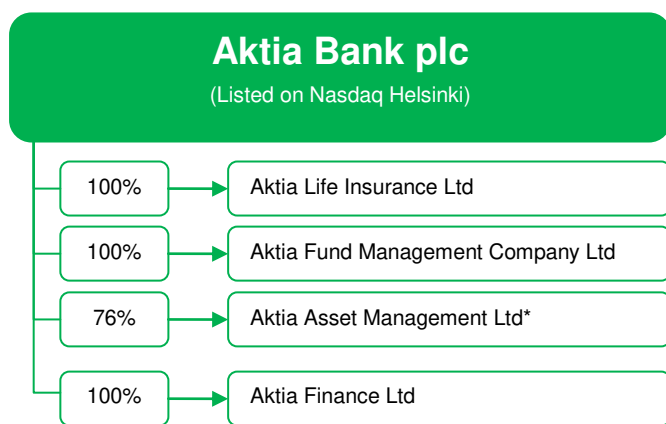 Aktia Bank plc
(Listed on Nasdaq Helsinki)
100% Aktia Life Insurance Ltd
100% Aktia Fund Management Company Ltd
76% Aktia Asset Management Ltd*
100% Aktia Finance Ltd